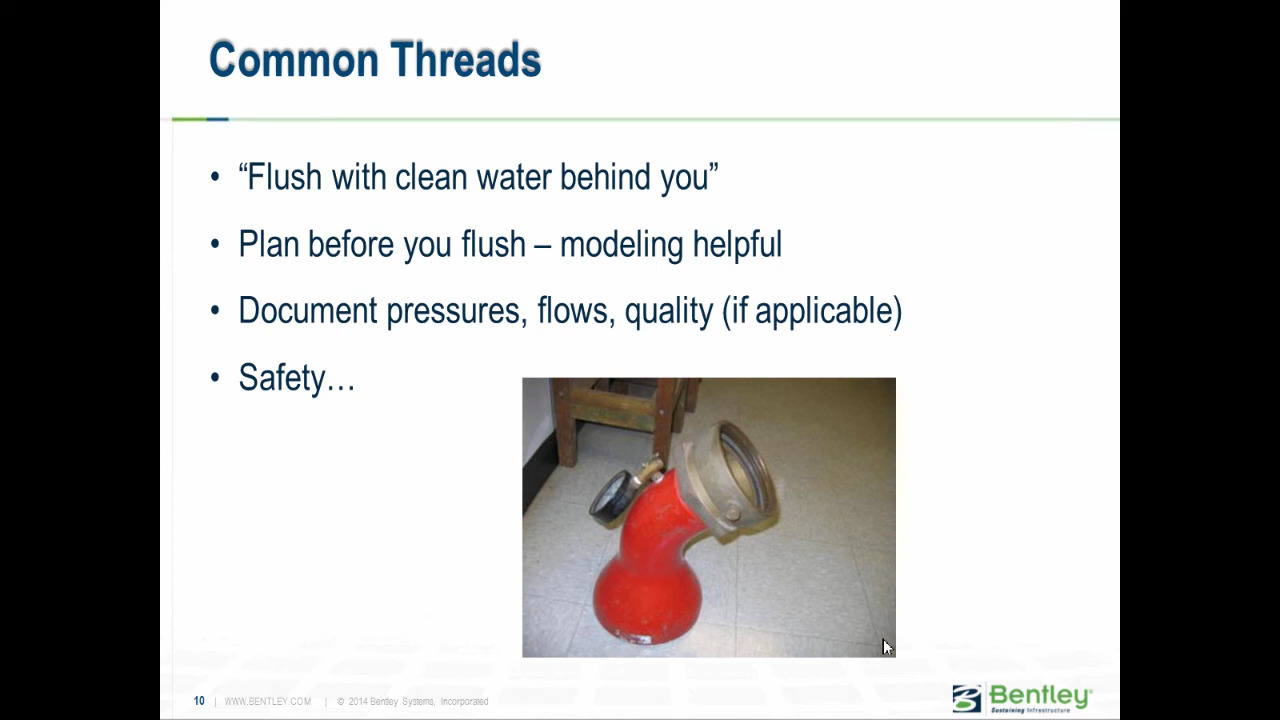 Common Threads
• “Flush with clean water behind you”
• Plan before you flush – modeling helpful
• Document pressures, flows, quality (if applicable)
• Safety…
10 | WWW.BENTLEY.COM | © 2014 Bentley Systems, Incorporated
Bentley®
Sustaining Infrastructure